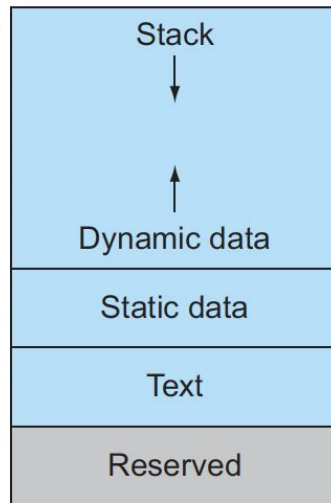 Stack
Dynamic data
Static data
Text
Reserved